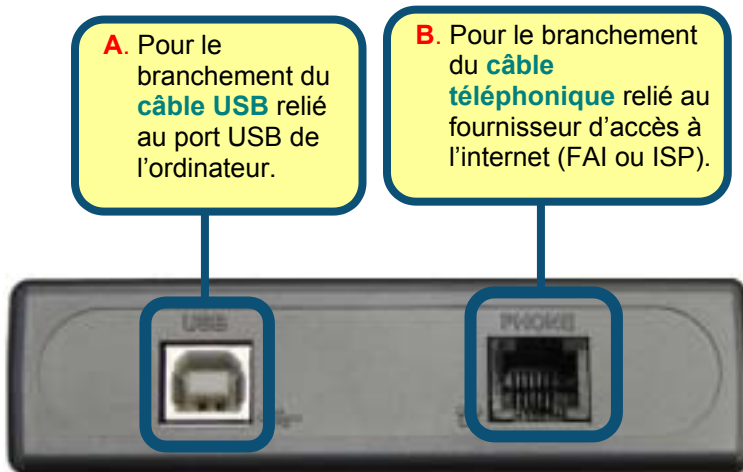 A. Pour le
branchement du
câble USB relié
au port USB de
l'ordinateur.
B. Pour le branchement
du câble
téléphonique relié au
fournisseur d'accès à
l'internet (FAI ou ISP).
USB
PHONE